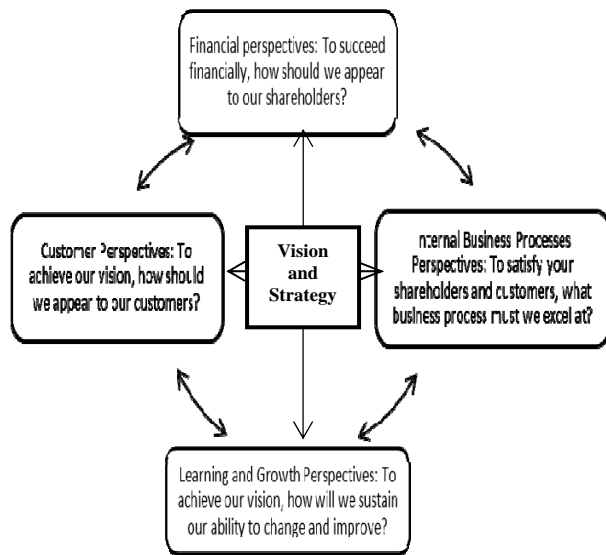 Financial perspectives: To succeed
financially, how should we appear
to our shareholders?
Customer Perspectives: To
achieve our vision, how should
we appear to our customers?
Vision
and
Strategy
nternal Business Processes
Perspectives: To satisfy your
shareholders and customers, what
business process must we excel at?
Learning and Growth Perspectives: To
achieve our vision, how will we sustain
our ability to change and improve?